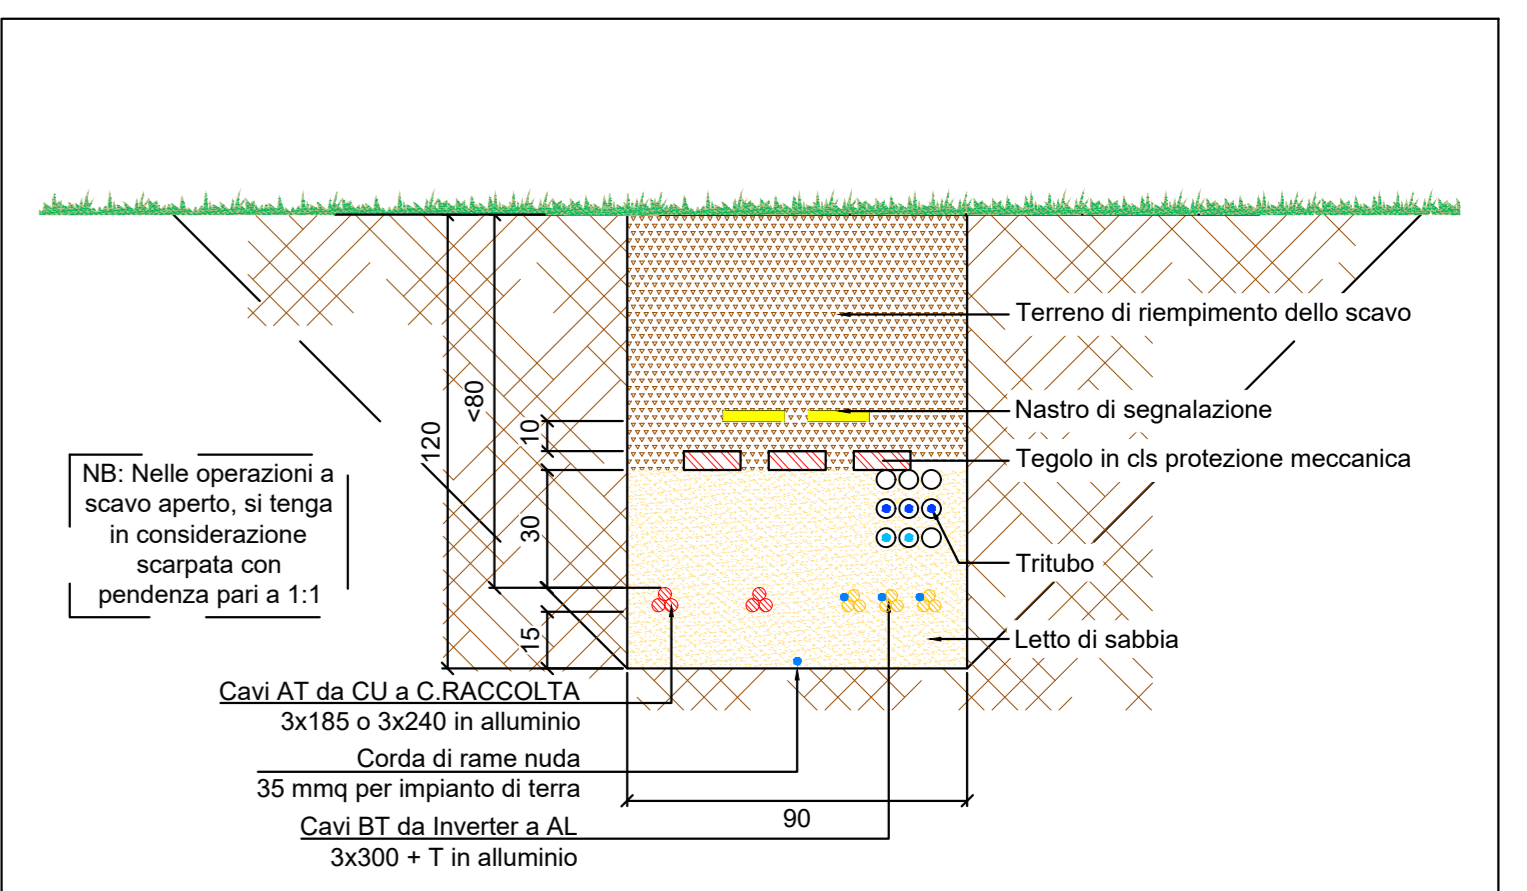 Terreno di riempimento dello scavo
<80
Nastro di segnalazione
10
120
Tegolo in cls protezione meccanica
NB: Nelle operazioni a
scavo aperto, si tenga
in considerazione
scarpata con
pendenza pari a 1:1
30
Tritubo
15
Letto di sabbia
Cavi AT da CU a C.RACCOLTA
3x185 o 3x240 in alluminio
Corda di rame nuda
35 mmq per impianto di terra
90
Cavi BT da Inverter a AL
3x300 + T in alluminio